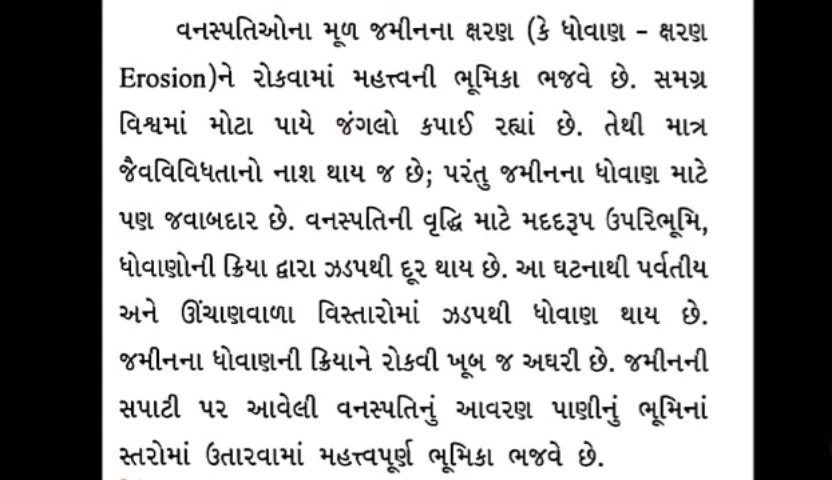 વનસ્પતિઓના મૂળ જમીનના ક્ષરણ (કે ધોવાણ – ક્ષરણ
Erosion)ને રોકવામાં મહત્ત્વની ભૂમિકા ભજવે છે. સમગ્ર
વિશ્વમાં મોટા પાયે જંગલો કપાઈ રહ્યાં છે. તેથી માત્ર
જૈવવિવિધતાનો નાશ થાય જ છે; પરંતુ જમીનના ધોવાણ માટે
પણ જવાબદાર છે. વનસ્પતિની વૃદ્ધિ માટે મદદરૂપ ઉપરિભૂમિ,
ધોવાણોની ક્રિયા દ્વારા ઝડપથી દૂર થાય છે. આ ઘટનાથી પર્વતીય
અને ઊંચાણવાળા વિસ્તારોમાં ઝડપથી ધોવાણ થાય છે.
જમીનના ધોવાણની ક્રિયાને રોકવી ખૂબ જ અઘરી છે. જમીનની
સપાટી પર આવેલી વનસ્પતિનું આવરણ પાણીનું ભૂમિનાં
સ્તરોમાં ઉતારવામાં મહત્ત્વપૂર્ણ ભૂમિકા ભજવે છે.